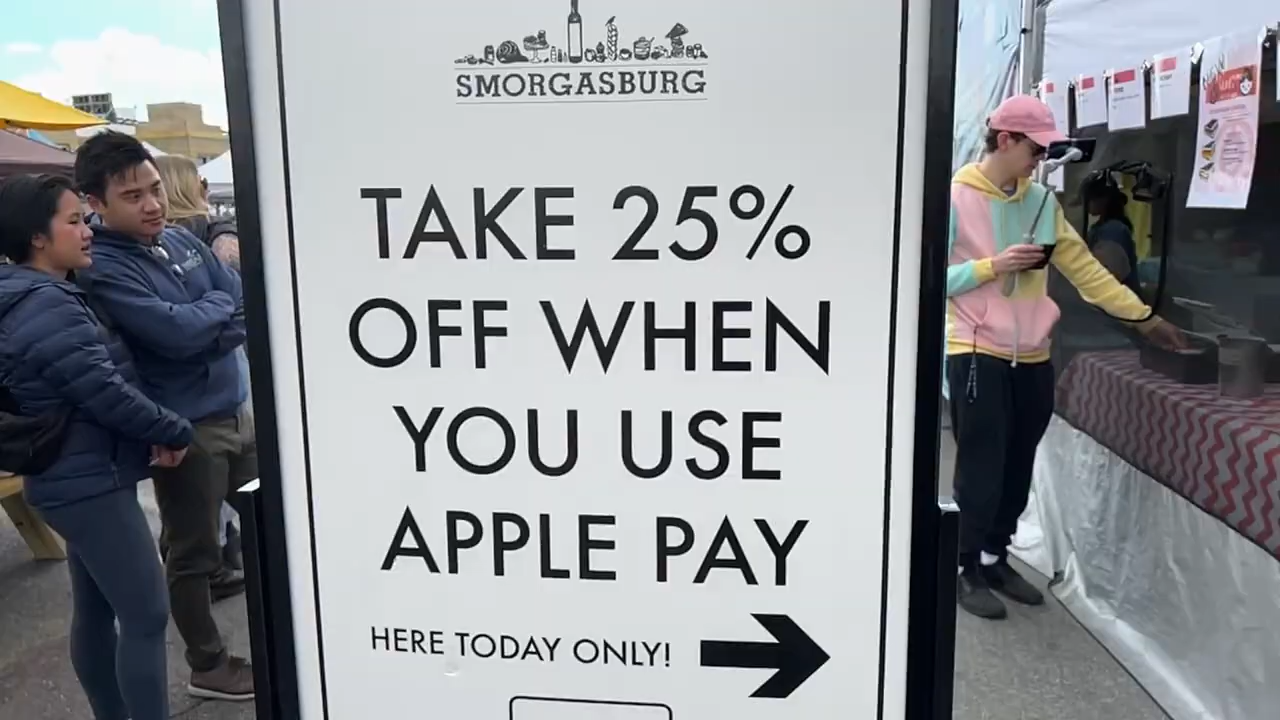 SMORGASBURG
TAKE 25%
OFF WHEN
YOU USE
APPLE PAY
HERE TODAY ONLY!